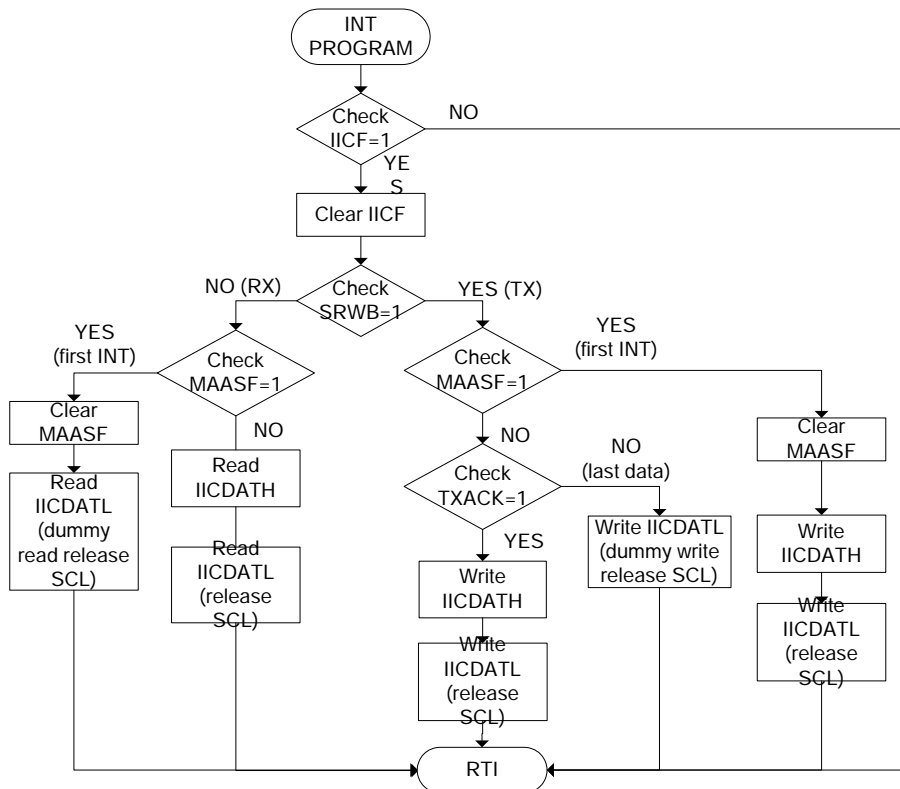 INT
PROGRAM
Check
IICF=1
NO
YE
S
Clear IICF
Check
SRWB=1
NO (RX)
YES (TX)
YES
(first INT)
Check
MAASF=1
Check
MAASF=1
YES
(first INT)
Clear
MAASF
NO
Read
IICDATH
Read
IICDATL
(dummy
read release
SCL)
Read
IICDATL
(release
SCL)
NO
Check
TXACK=1
NO
(last data)
YES
Write IICDATL
(dummy write
release SCL)
Write
IICDATH
Write
IICDATL
(release
SCL)
Clear
MAASF
Write
IICDATH
Write
IICDATL
(release
SCL)
RTI